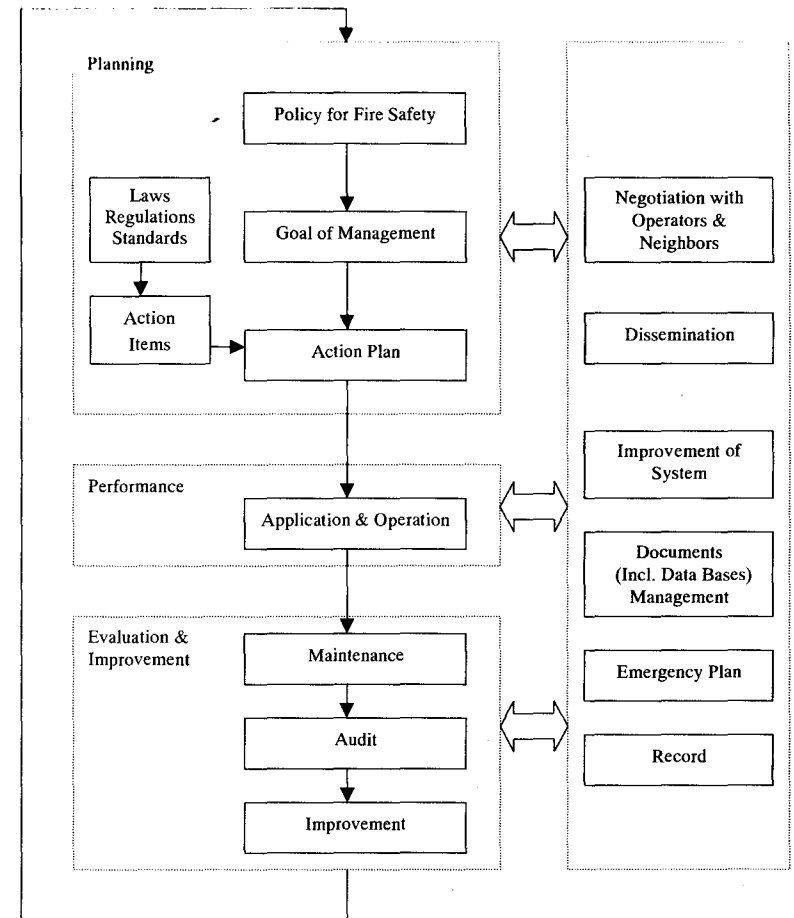 Planning
Policy for Fire Safety
Laws
Regulations
Standards
Goal of Management
Action
Items
Action Plan
Performance
Application & Operation
Evaluation &
Improvement
Maintenance
Audit
Improvement
Negotiation with
Operators &
Neighbors
Dissemination
Improvement of
System
Documents
(Incl. Data Bases)
Management
Emergency Plan
Record